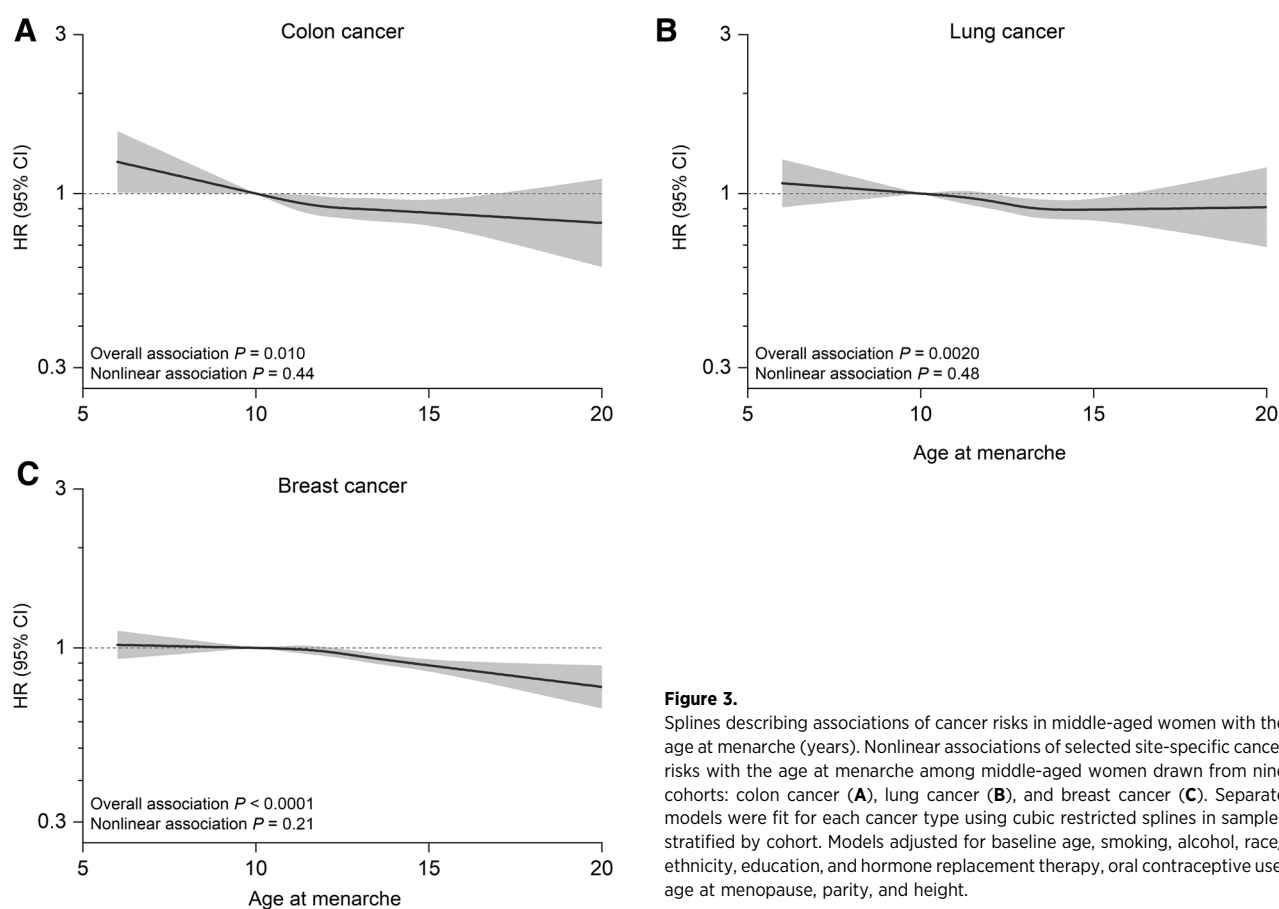 A
Colon cancer
3
1
0.3
HR (95% CI)
Overall association P = 0.010
Nonlinear association P = 0.44
5 10 15 20
B
Lung cancer
3
1
0.3
HR (95% CI)
Overall association P = 0.0020
Nonlinear association P = 0.48
5 10 15 20
Age at menarche
C
Breast cancer
3
1
0.3
HR (95% CI)
Overall association P < 0.0001
Nonlinear association P = 0.21
5 10 15 20
Age at menarche
Figure 3.
Splines describing associations of cancer risks in middle-aged women with the
age at menarche (years). Nonlinear associations of selected site-specific cance
risks with the age at menarche among middle-aged women drawn from nine
cohorts: colon cancer (A), lung cancer (B), and breast cancer (C). Separate
models were fit for each cancer type using cubic restricted splines in sample
stratified by cohort. Models adjusted for baseline age, smoking, alcohol, race,
ethnicity, education, and hormone replacement therapy, oral contraceptive use
age at menopause, parity, and height.